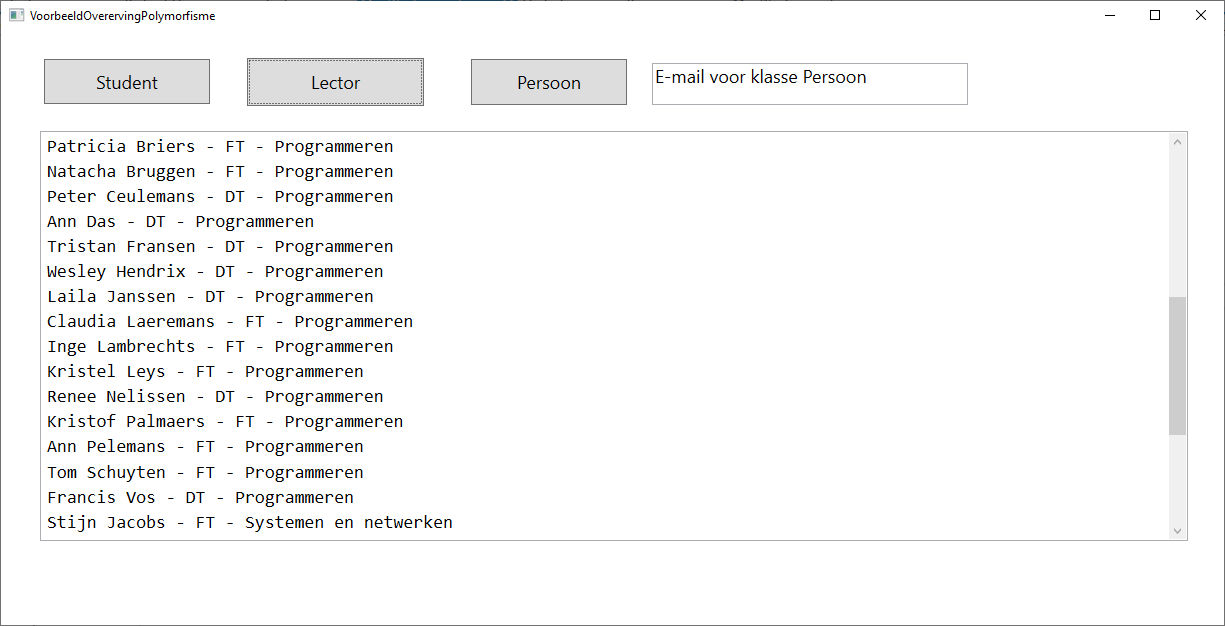 VoorbeeldOverervingPolymorfisme
Student
Lector
Persoon
E-mail voor klasse Persoon
Patricia Briers - FT - Programmeren
Natacha Bruggen - FT - Programmeren
Peter Ceulemans - DT - Programmeren
Ann Das - DT - Programmeren
Tristan Fransen - DT - Programmeren
Wesley Hendrix - DT - Programmeren
Laila Janssen - DT - Programmeren
Claudia Laeremans - FT - Programmeren
Inge Lambrechts - FT - Programmeren
Kristel Leys - FT - Programmeren
Renee Nelissen - DT - Programmeren
Kristof Palmaers - FT - Programmeren
Ann Pelemans - FT - Programmeren
Tom Schuyten - FT - Programmeren
Francis Vos - DT - Programmeren
Stijn Jacobs - FT - Systemen en netwerken